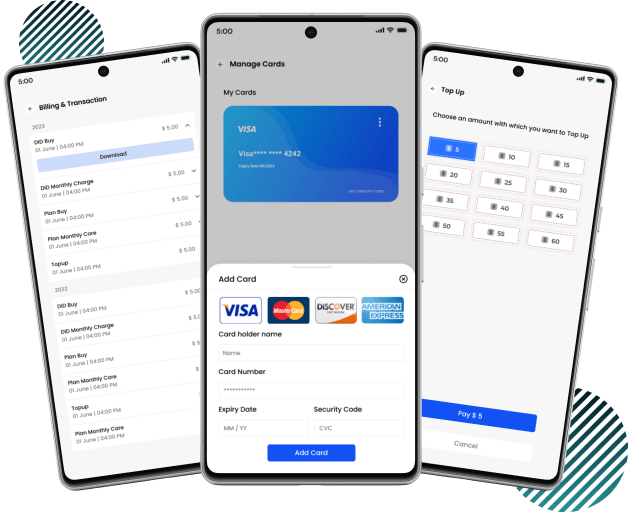 5:00
Billing & Transaction
2023
DID Buy
01 June | 04:00 PM
$ 5.00
Download
DID Monthly Charge
01 June | 04:00 PM
$ 5.00
Plan Buy
01 June | 04:00 PM
$ 5.00
Plan Monthly Care
01 June | 04:00 PM
$ 5.00
Topup
01 June | 04:00 PM
$ 5.00
2022
DID Buy
01 June | 04:00 PM
$ 5.00
DID Monthly Charge
01 June | 04:00 PM
$ 5.0
Plan Buy
01 June | 04:00 PM
$ 5
Plan Monthly Care
01 June | 04:00 PM
$
Topup
01 June | 04:00 PM
Plan Monthly Care
01 June | 04:00 PM
5:00
Manage Cards
My Cards
VISA
Visa**** **** 4242
Expiry Date 04/2023
Add Card
VISA
MasterCard
DISCOVER
NETWORK
AMERICAN
EXPRESS
Card holder name
Name
Card Number
***********
Expiry Date
Security Code
MM / YY
CVC
Add Card
5:00
Top Up
Choose an amount with which you want to Top Up
$ 5
$ 10
$ 15
$ 20
$ 25
$ 30
$ 35
$ 40
$ 45
$ 50
$ 55
$ 60
Pay $ 5
Cancel